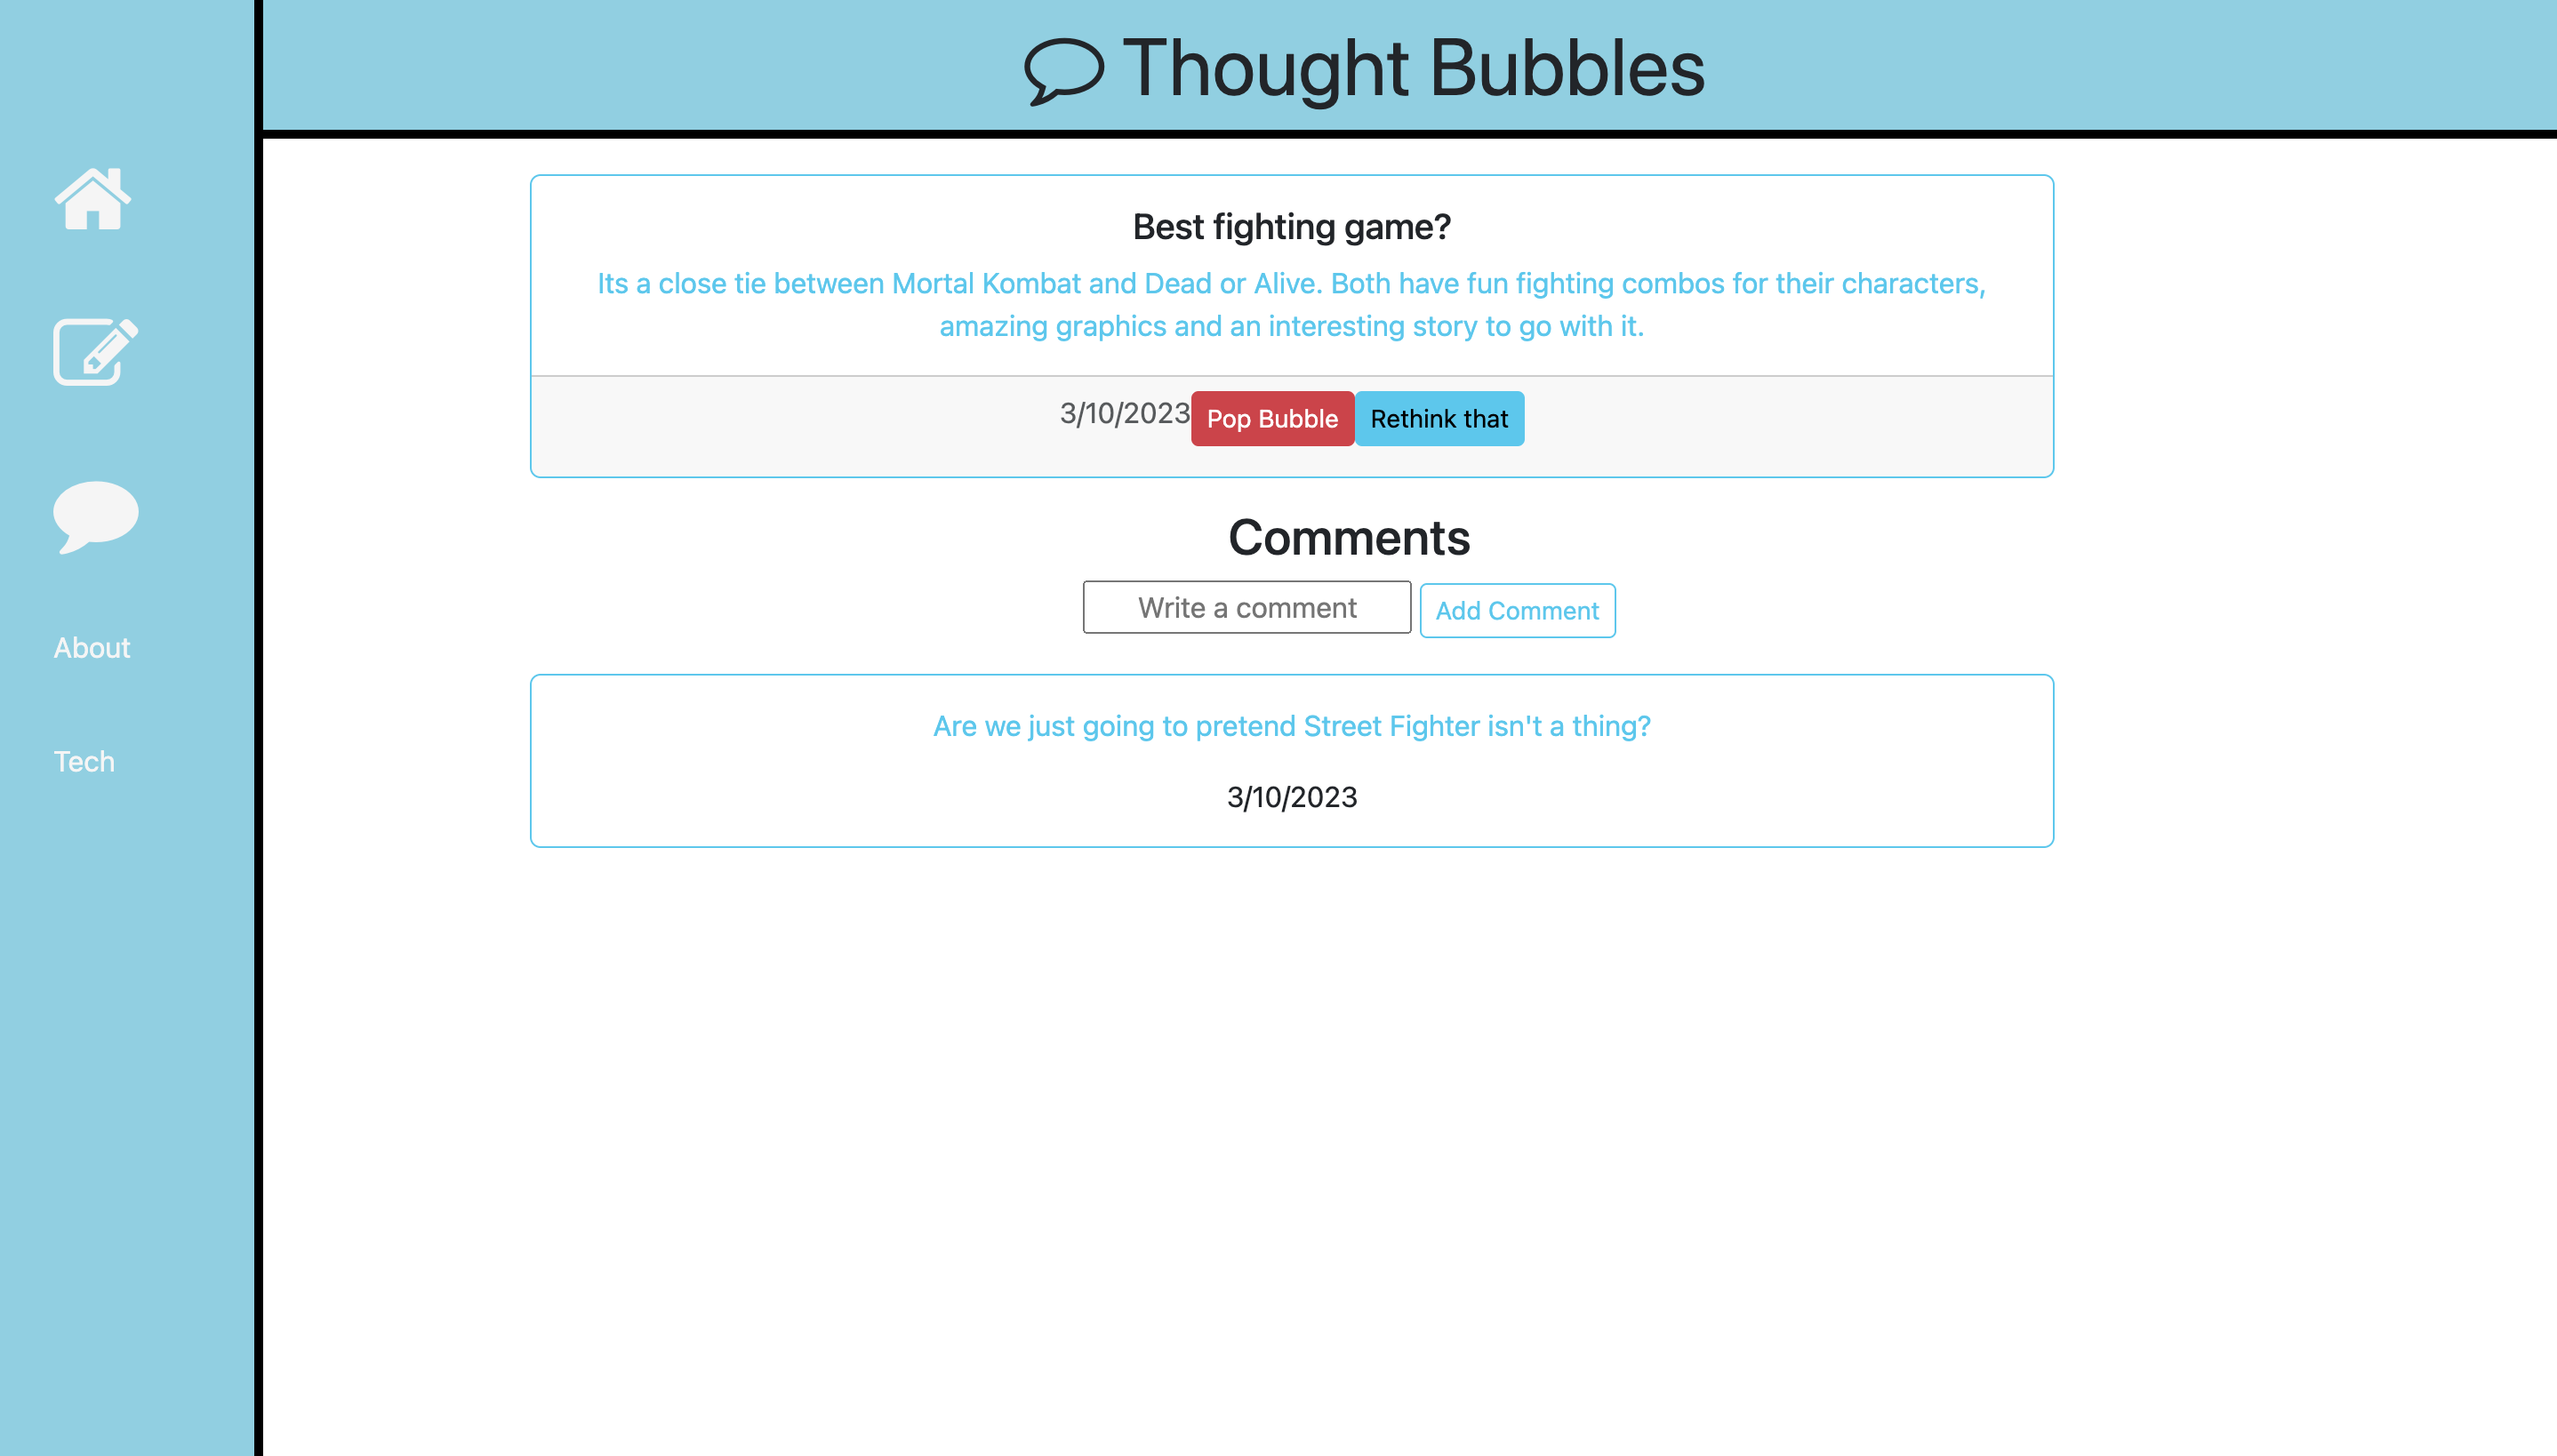 Thought Bubbles
Best fighting game?
Its a close tie between Mortal Kombat and Dead or Alive. Both have fun fighting combos for their characters,
amazing graphics and an interesting story to go with it.
3/10/2023 Pop Bubble Rethink that
Comments
Write a comment Add Comment
About
Are we just going to pretend Street Fighter isn't a thing?
Tech
3/10/2023